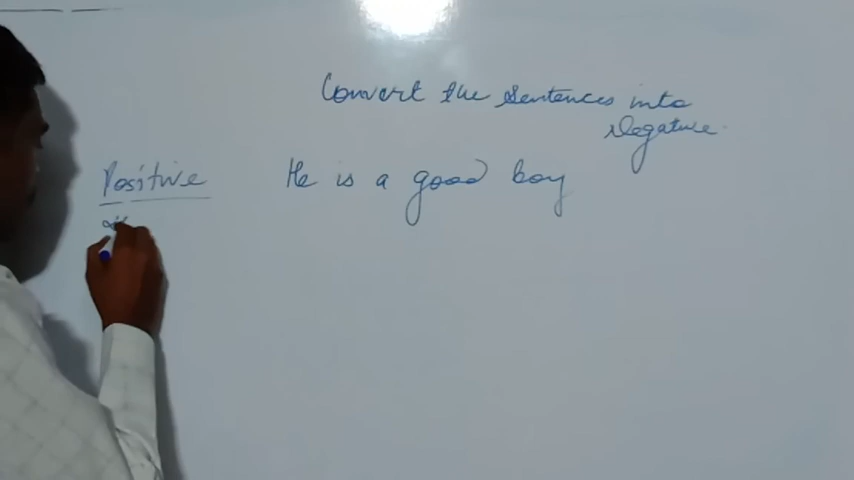 Convert the Sentences into
Negative.
Positive He is a good boy